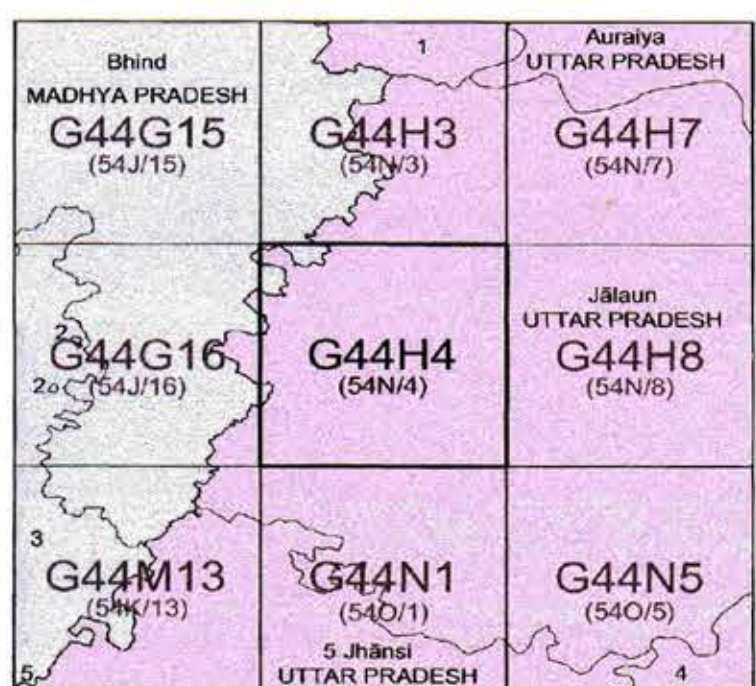 Bhind
MADHYA PRADESH
G44G15
(54J/15)
1
G44H3
(54N/3)
Auraiya
UTTAR PRADESH
G44H7
(54N/7)
2
G44G16
2
(54J/16)
G44H4
(54N/4)
Jālaun
UTTAR PRADESH
G44H8
(54N/8)
3
G44M13
(54K/13)
5
G44N1
(54O/1)
5 Jhānsi
UTTAR PRADESH
G44N5
(54O/5)
4